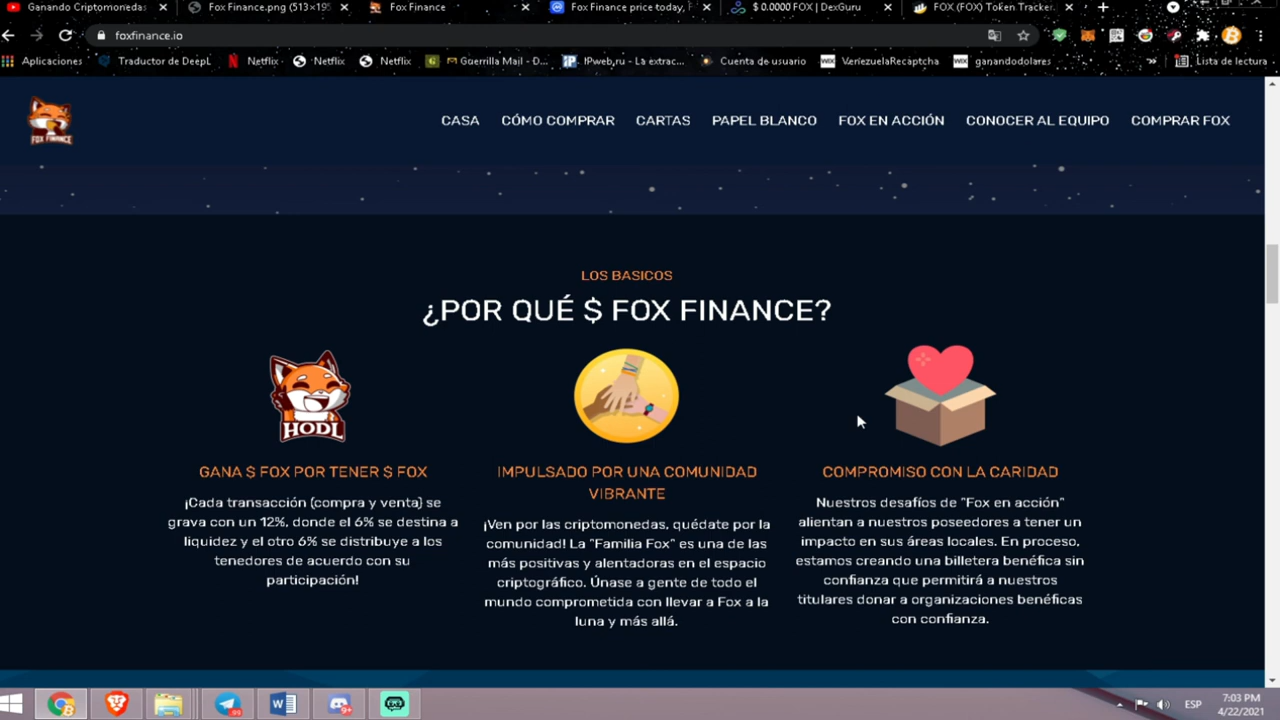 Ganando Criptomonedas
Fox Finance.png (513×195
Fox Finance
Fox Finance price today,
$ 0.0000 FOX | DexGuru
FOX (FOX) Token Tracker
foxfinance.io
Aplicaciones
Traductor de DeepL
Netflix
Netflix
Netflix
Guerrilla Mail - D...
IPweb.ru - La extrac...
Cuenta de usuario
WIX
VenezuelaRecaptcha
WIX
ganandodolares
Lista de lectura
FOX FINANCE
CASA
CÓMO COMPRAR
CARTAS
PAPEL BLANCO
FOX EN ACCIÓN
CONOCER AL EQUIPO
COMPRAR FOX
LOS BASICOS
¿POR QUÉ $ FOX FINANCE?
HODL
GANA $ FOX POR TENER $ FOX
¡Cada transacción (compra y venta) se
grava con un 12%, donde el 6% se destina a
liquidez y el otro 6% se distribuye a los
tenedores de acuerdo con su
participación!
IMPULSADO POR UNA COMUNIDAD
VIBRANTE
¡Ven por las criptomonedas, quédate por la
comunidad! La "Familia Fox" es una de las
más positivas y alentadoras en el espacio
criptográfico. Únase a gente de todo el
mundo comprometida con llevar a Fox a la
luna y más allá.
COMPROMISO CON LA CARIDAD
Nuestros desafíos de "Fox en acción"
alientan a nuestros poseedores a tener un
impacto en sus áreas locales. En proceso,
estamos creando una billetera benéfica sin
confianza que permitirá a nuestros
titulares donar a organizaciones benéficas
con confianza.
ESP
7:03 PM
4/22/2021